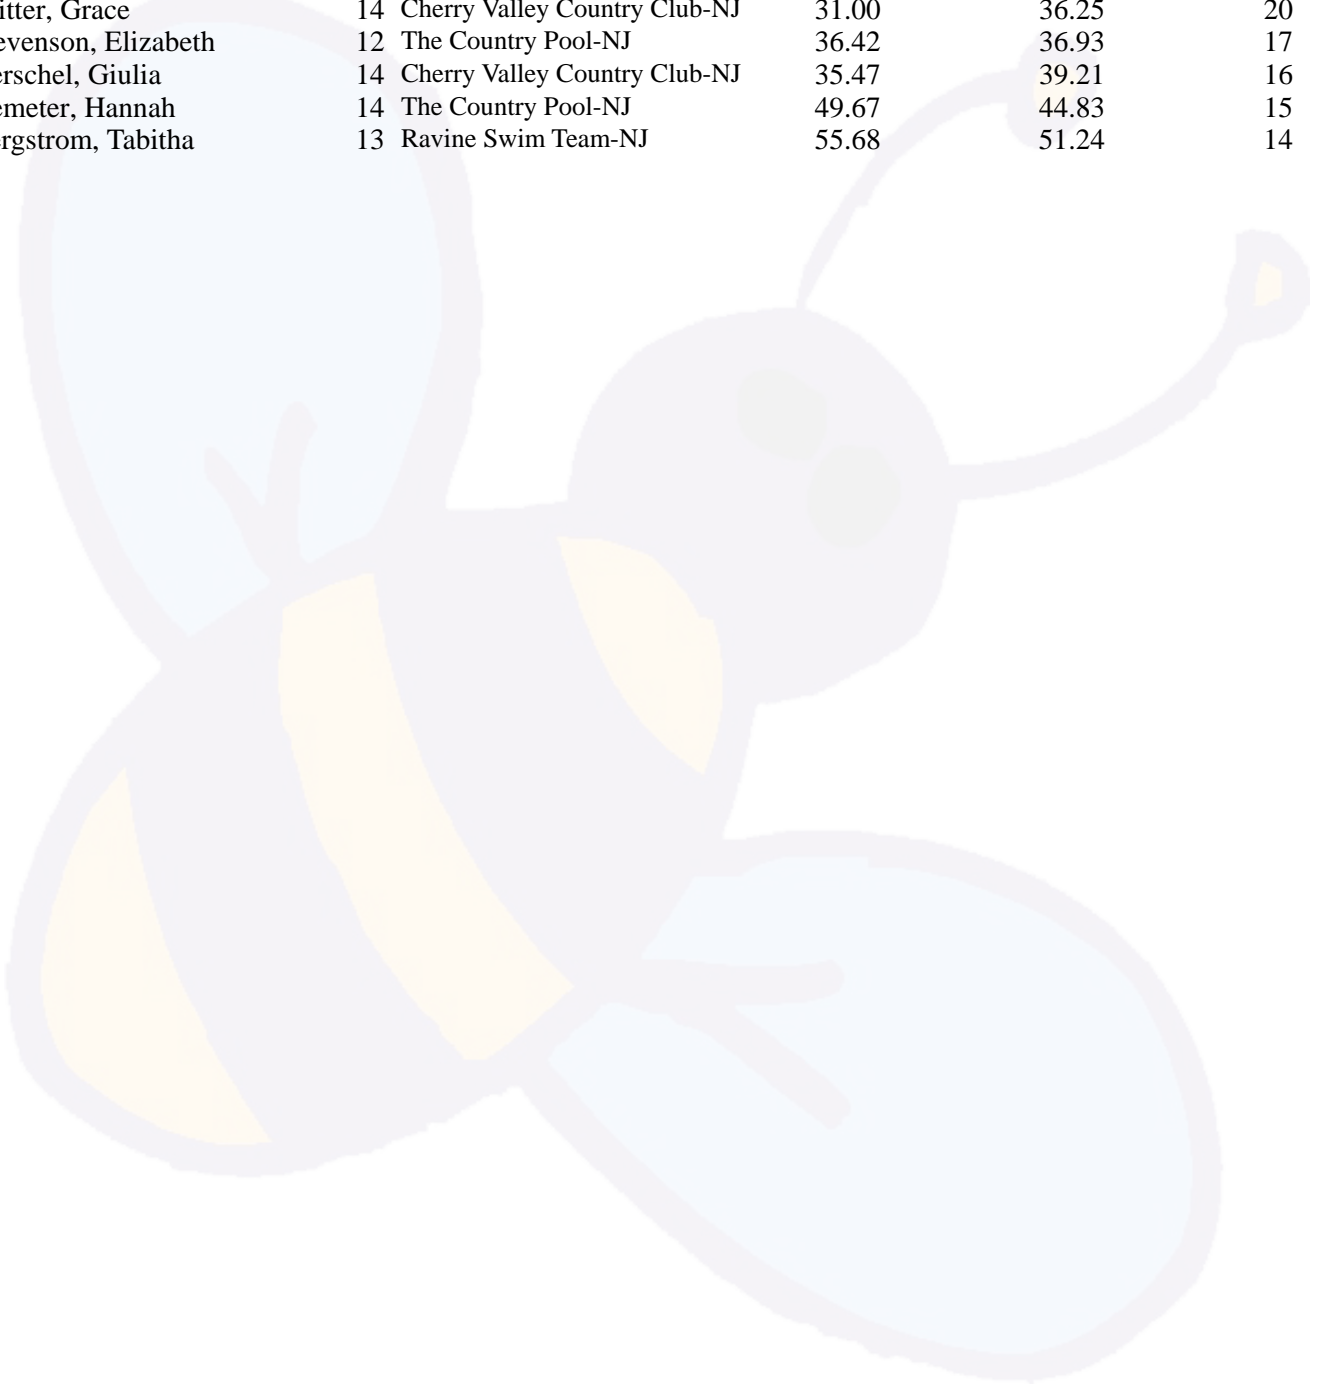 itter, Grace 14 Cherry Valley Country Club-NJ 31.00 36.25 20
evenson, Elizabeth 12 The Country Pool-NJ 36.42 36.93 17
erschel, Giulia 14 Cherry Valley Country Club-NJ 35.47 39.21 16
emeter, Hannah 14 The Country Pool-NJ 49.67 44.83 15
ergstrom, Tabitha 13 Ravine Swim Team-NJ 55.68 51.24 14